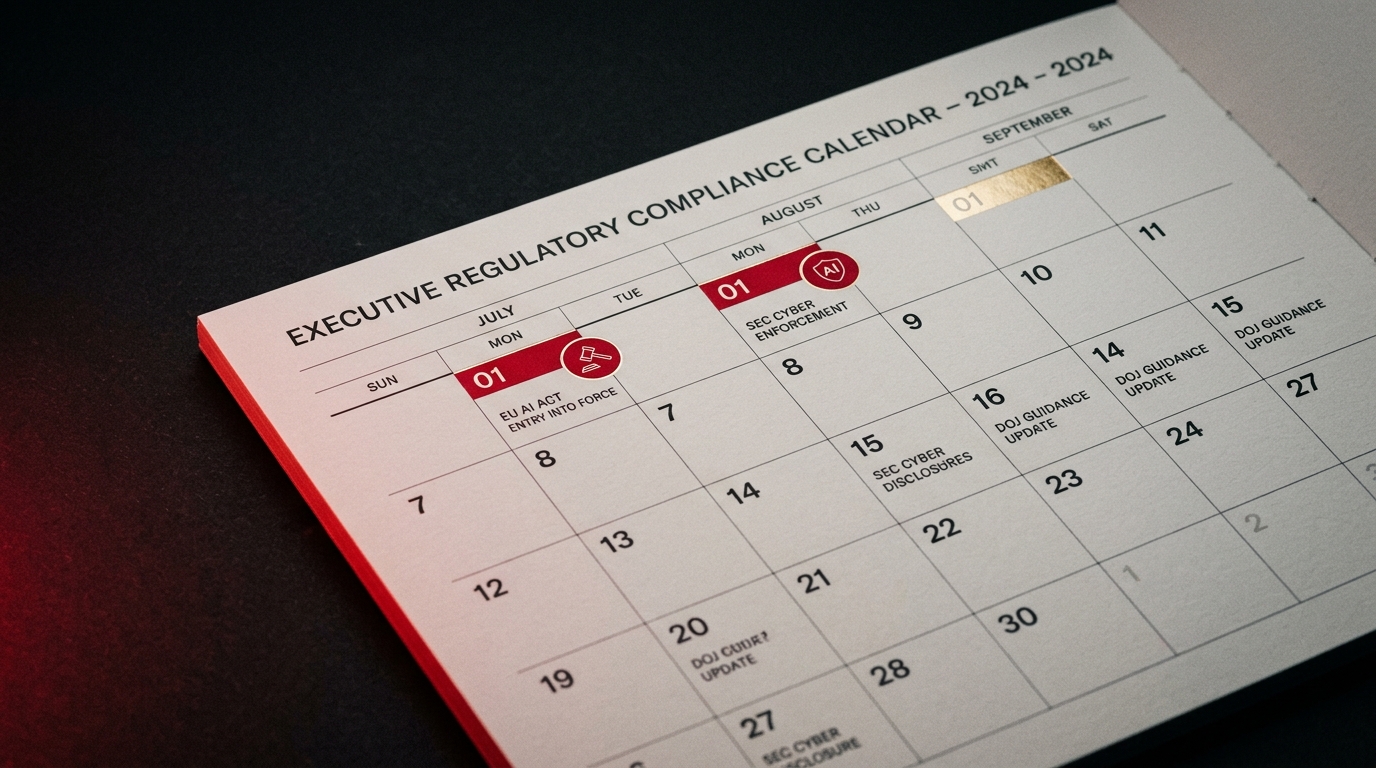 EXECUTIVE REGULATORY COMPLIANCE CALENDAR – 2024 – 2024
JULY
AUGUST
SEPTEMBER
SUN
MON
TUE
MON
THU
SAT
01
EU AI ACT
ENTRY INTO FORCE
01
AI
SEC CYBER
ENFORCEMENT
01
7
8
7
8
9
10
11
12
13
14
15
SEC CYBER
DISCLOSURES
16
DOJ GUIDANCE
UPDATE
14
DOJ GUIDANCE
UPDATE
15
DOJ GUIDANCE
UPDATE
19
20
DOJ
UPDATE
21
22
23
24
27
27
SEC CYBER
28
30
1
2